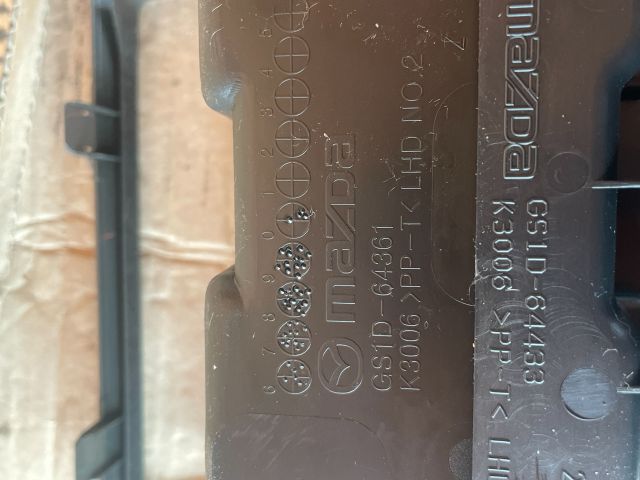 6 7 8 9 0 1 2 3 4 5
mazda
GS1D-64361
K3006 >PP-T< LHD NO.2
mazda
GS1D-64433
K3006 >PP-T< LH